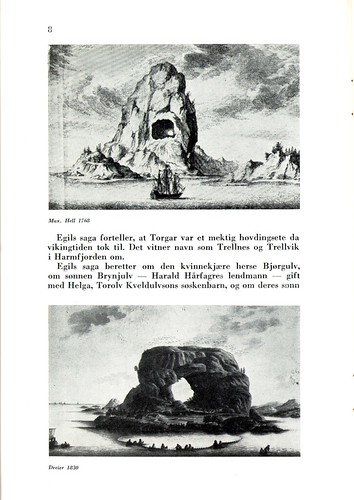 8
Max. Hell 1768
Egils saga forteller, at Torgar var et mektig høvdingsete da
vikingtiden tok til. Det vitner navn som Trellnes og Trellvik
i Harmfjorden om.
Egils saga beretter om den kvinnekjære herse Bjørgulv,
om sønnen Brynjulv — Harald Hårfagres lendmann — gift
med Helga, Torolv Kveldulvsons søskenbarn, og om deres sønn
Dreier 1830